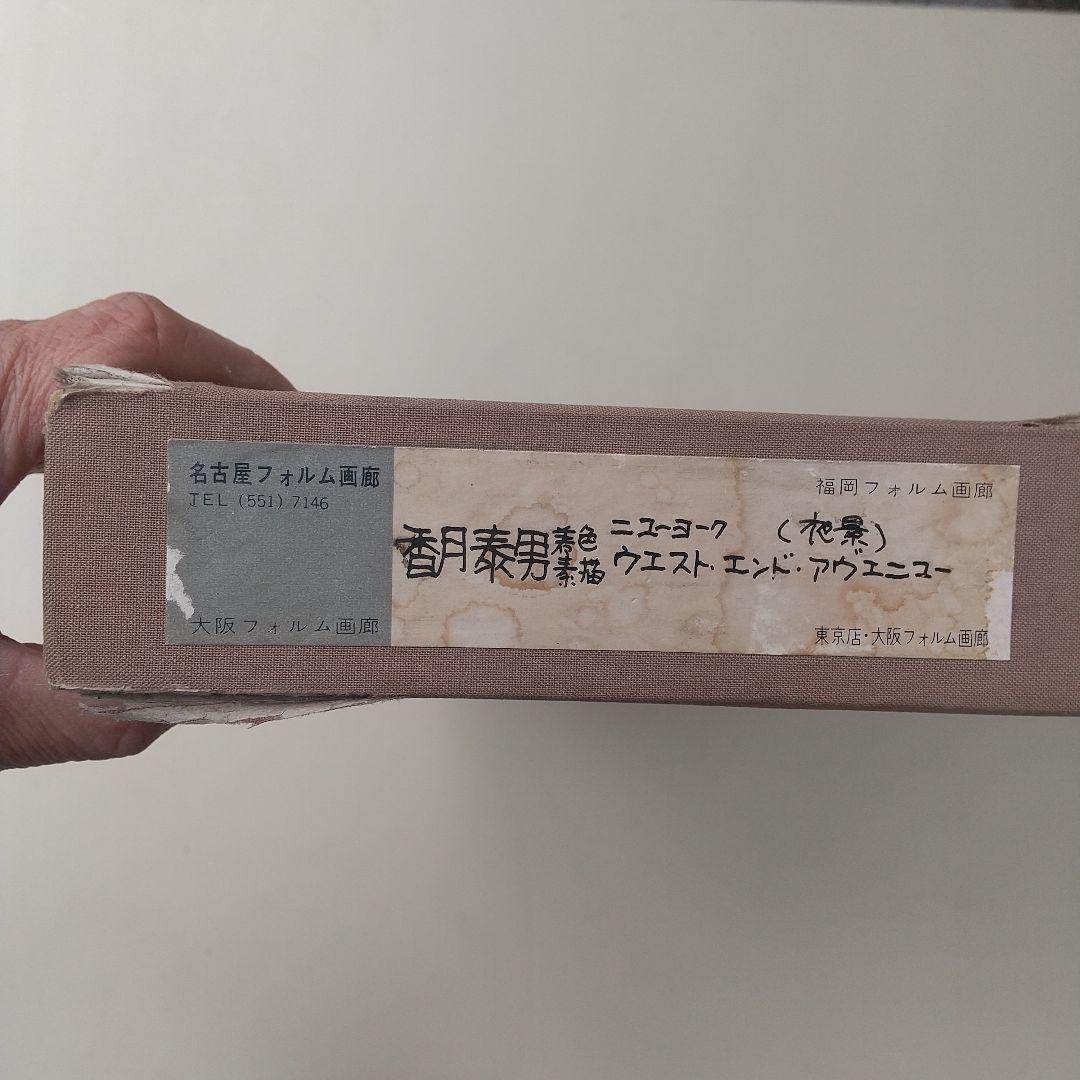 名古屋フォルム画廊
TEL (551) 7146
大阪フォルム画廊
香月泰男 着色素描
ニューヨーク (夜景)
ウエスト・エンド・アヴェニュー
福岡フォルム画廊
東京店・大阪フォルム画廊